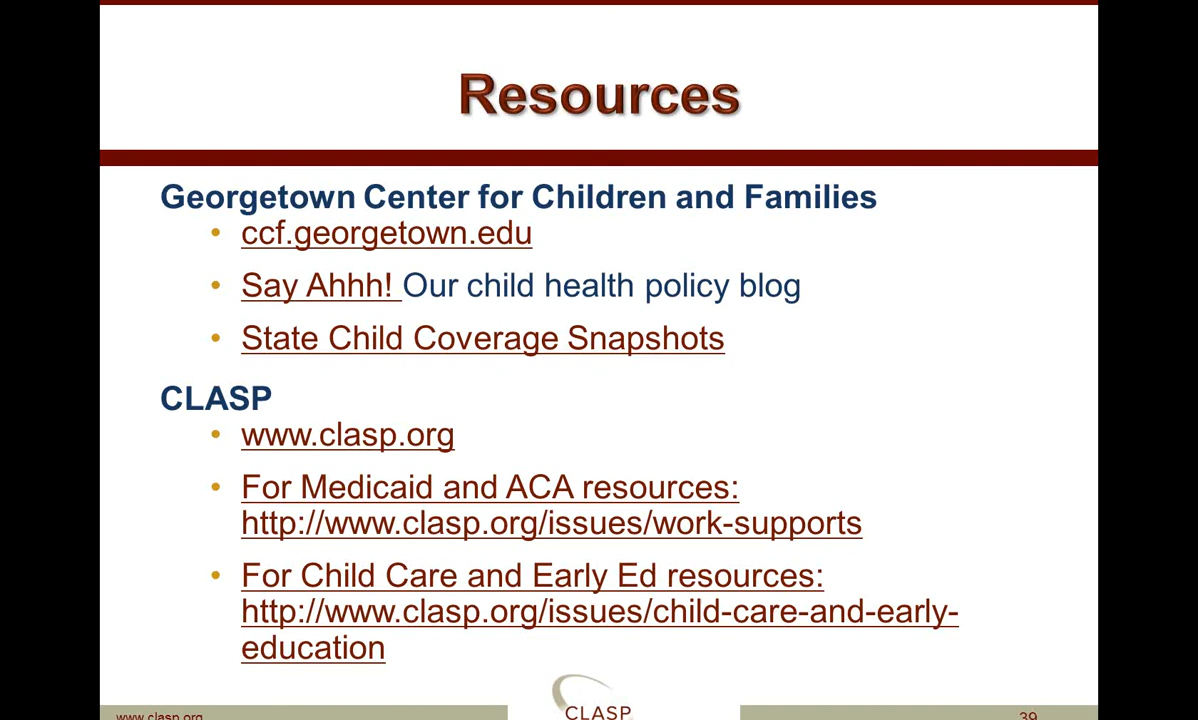 Resources
Georgetown Center for Children and Families
• ccf.georgetown.edu
• Say Ahhh! Our child health policy blog
• State Child Coverage Snapshots
CLASP
• www.clasp.org
• For Medicaid and ACA resources:
http://www.clasp.org/issues/work-supports
• For Child Care and Early Ed resources:
http://www.clasp.org/issues/child-care-and-early-
education
www.clasp.org
CLASP
39